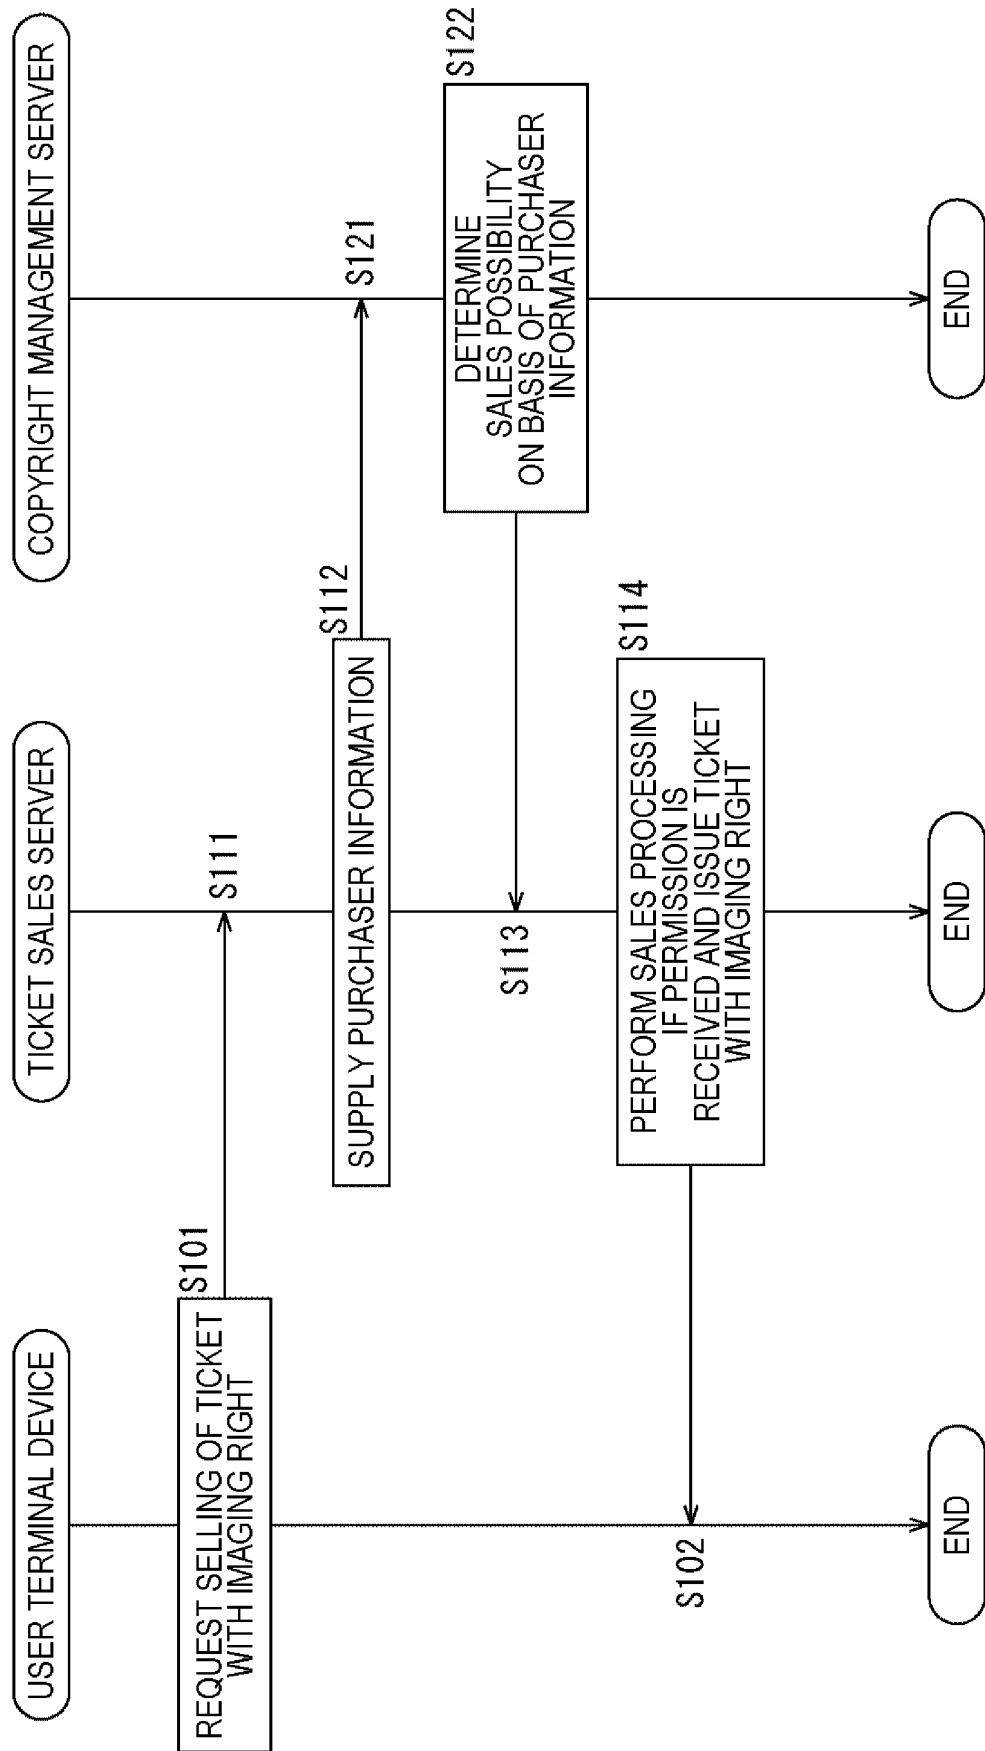 USER TERMINAL DEVICE
TICKET SALES SERVER
COPYRIGHT MANAGEMENT SERVER
S101
REQUEST SELLING OF TICKET
WITH IMAGING RIGHT
S111
S112
SUPPLY PURCHASER INFORMATION
S121
S122
DETERMINE
SALES POSSIBILITY
ON BASIS OF PURCHASER
INFORMATION
S113
S114
PERFORM SALES PROCESSING
IF PERMISSION IS
RECEIVED AND ISSUE TICKET
WITH IMAGING RIGHT
S102
END
END
END